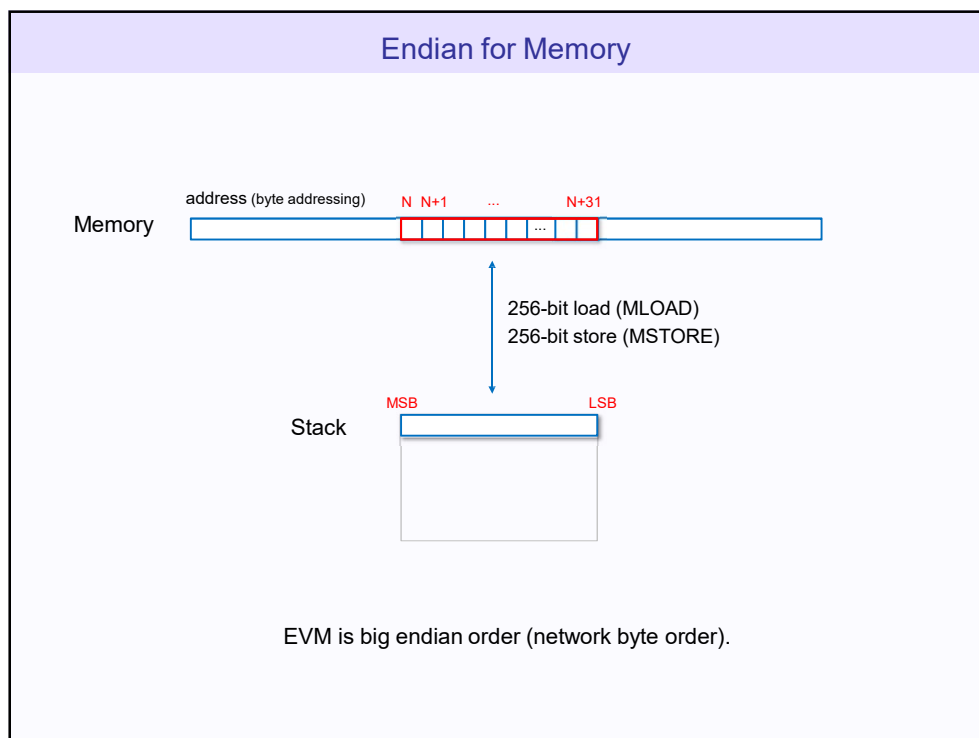 Endian for Memory
address (byte addressing)
N N+1 ... N+31
Memory
...
256-bit load (MLOAD)
256-bit store (MSTORE)
MSB LSB
Stack
EVM is big endian order (network byte order).